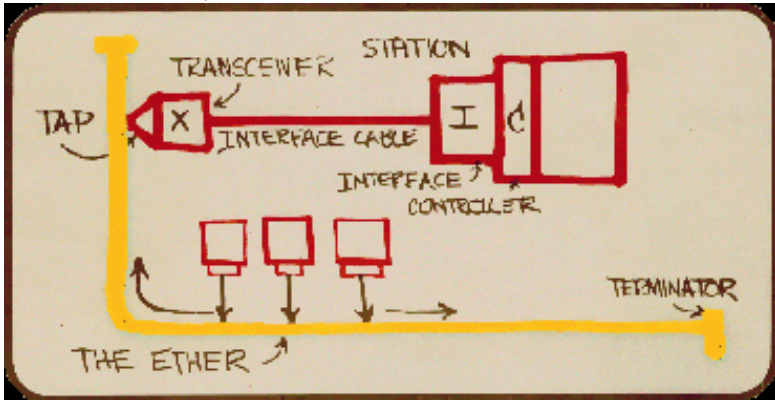 STATION
TRANSCEIVER
TAP
X
I
C
INTERFACE CABLE
INTERFACE
CONTROLLER
TERMINATOR
THE ETHER